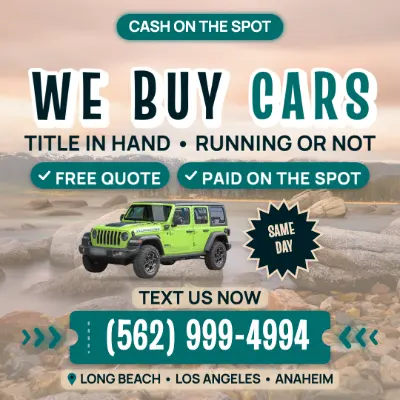 CASH ON THE SPOT
WE BUY CARS
TITLE IN HAND • RUNNING OR NOT
FREE QUOTE
PAID ON THE SPOT
SAME
DAY
TEXT US NOW
(562) 999-4994
LONG BEACH • LOS ANGELES • ANAHEIM